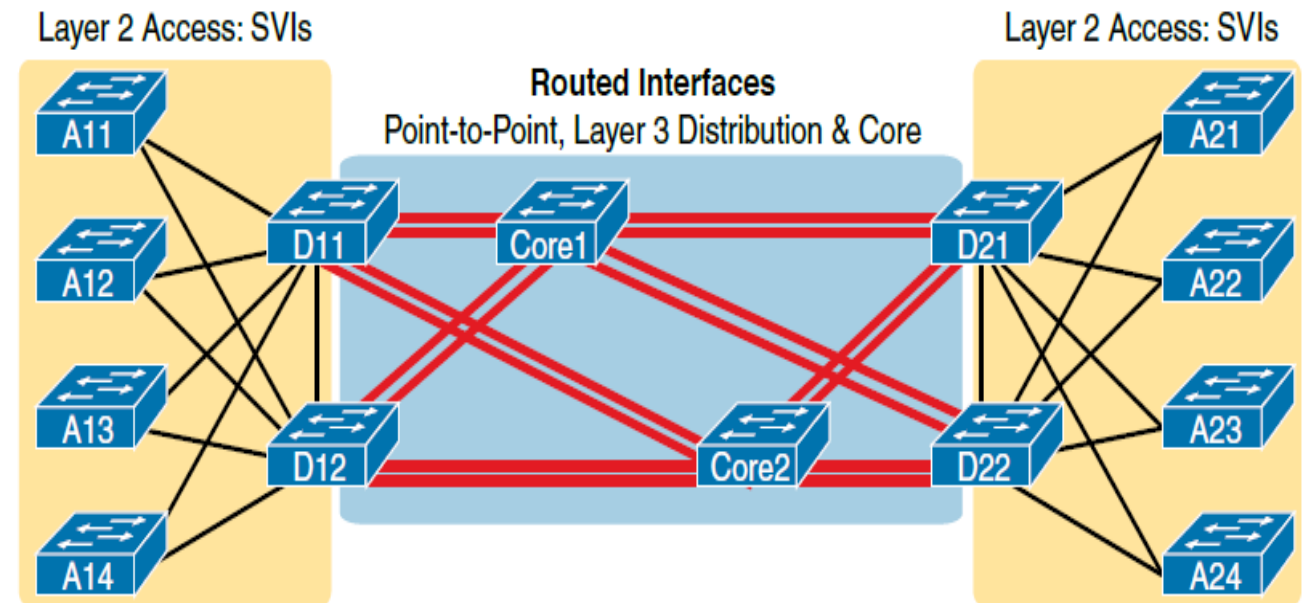 Layer 2 Access: SVIs
Layer 2 Access: SVIs
Routed Interfaces
Point-to-Point, Layer 3 Distribution & Core
A11
A12
A13
A14
D11
D12
Core1
Core2
D21
D22
A21
A22
A23
A24